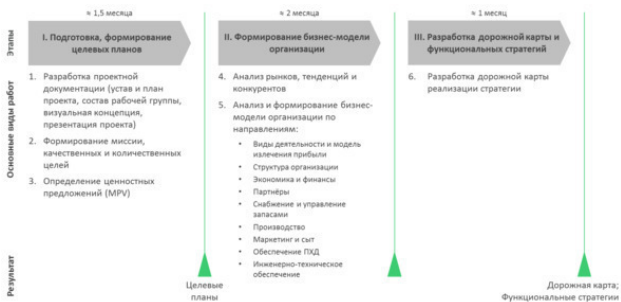 ≈ 1,5 месяца
≈ 2 месяца
≈ 1 месяц
Этапы
I. Подготовка, формирование
целевых планов
II. Формирование бизнес-модели
организации
III. Разработка дорожной карты и
функциональных стратегий
Основные виды работ
1. Разработка проектной
документации (устав и план
проекта, состав рабочей группы,
визуальная концепция,
презентация проекта)
2. Формирование миссии,
качественных и количественных
целей
3. Определение ценностных
предложений (MPV)
4. Анализ рынков, тенденций и
конкурентов
5. Анализ и формирование бизнес-
модели организации по
направлениям:
• Виды деятельности и модель
извлечения прибыли
• Структура организации
• Экономика и финансы
• Партнёры
• Снабжение и управление
запасами
• Производство
• Маркетинг и сыт
• Обеспечение ПХД
• Инженерно-техническое
обеспечение
6. Разработка дорожной карты
реализации стратегии
Результат
Целевые
планы
Дорожная карта;
Функциональные стратегии